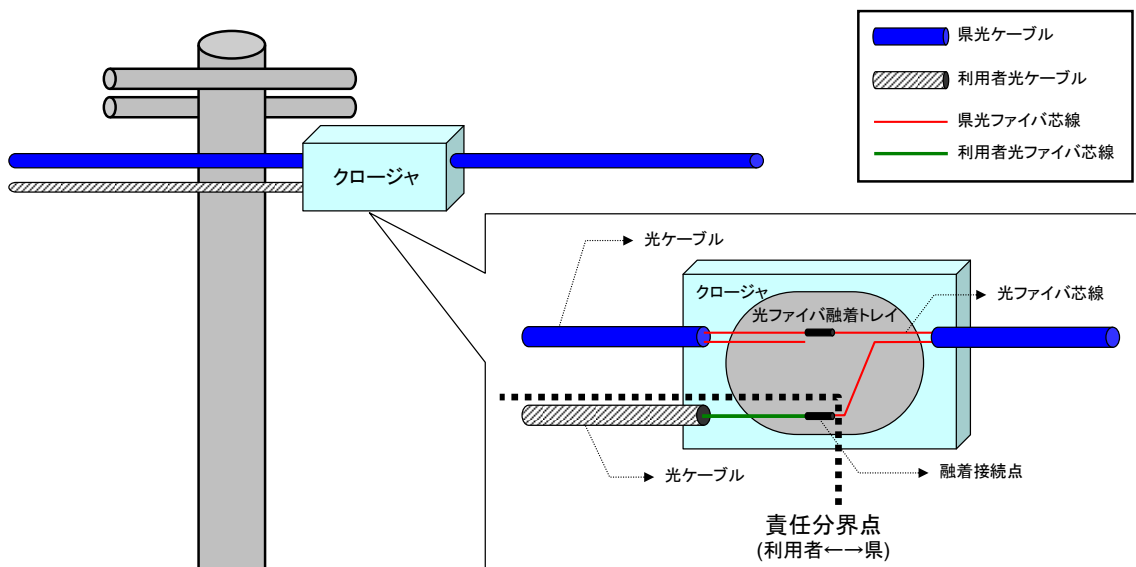 県光ケーブル
利用者光ケーブル
県光ファイバ芯線
利用者光ファイバ芯線
クロージャ
光ケーブル
クロージャ
光ファイバ芯線
光ファイバ融着トレイ
光ケーブル
融着接続点
責任分界点
(利用者←→県)